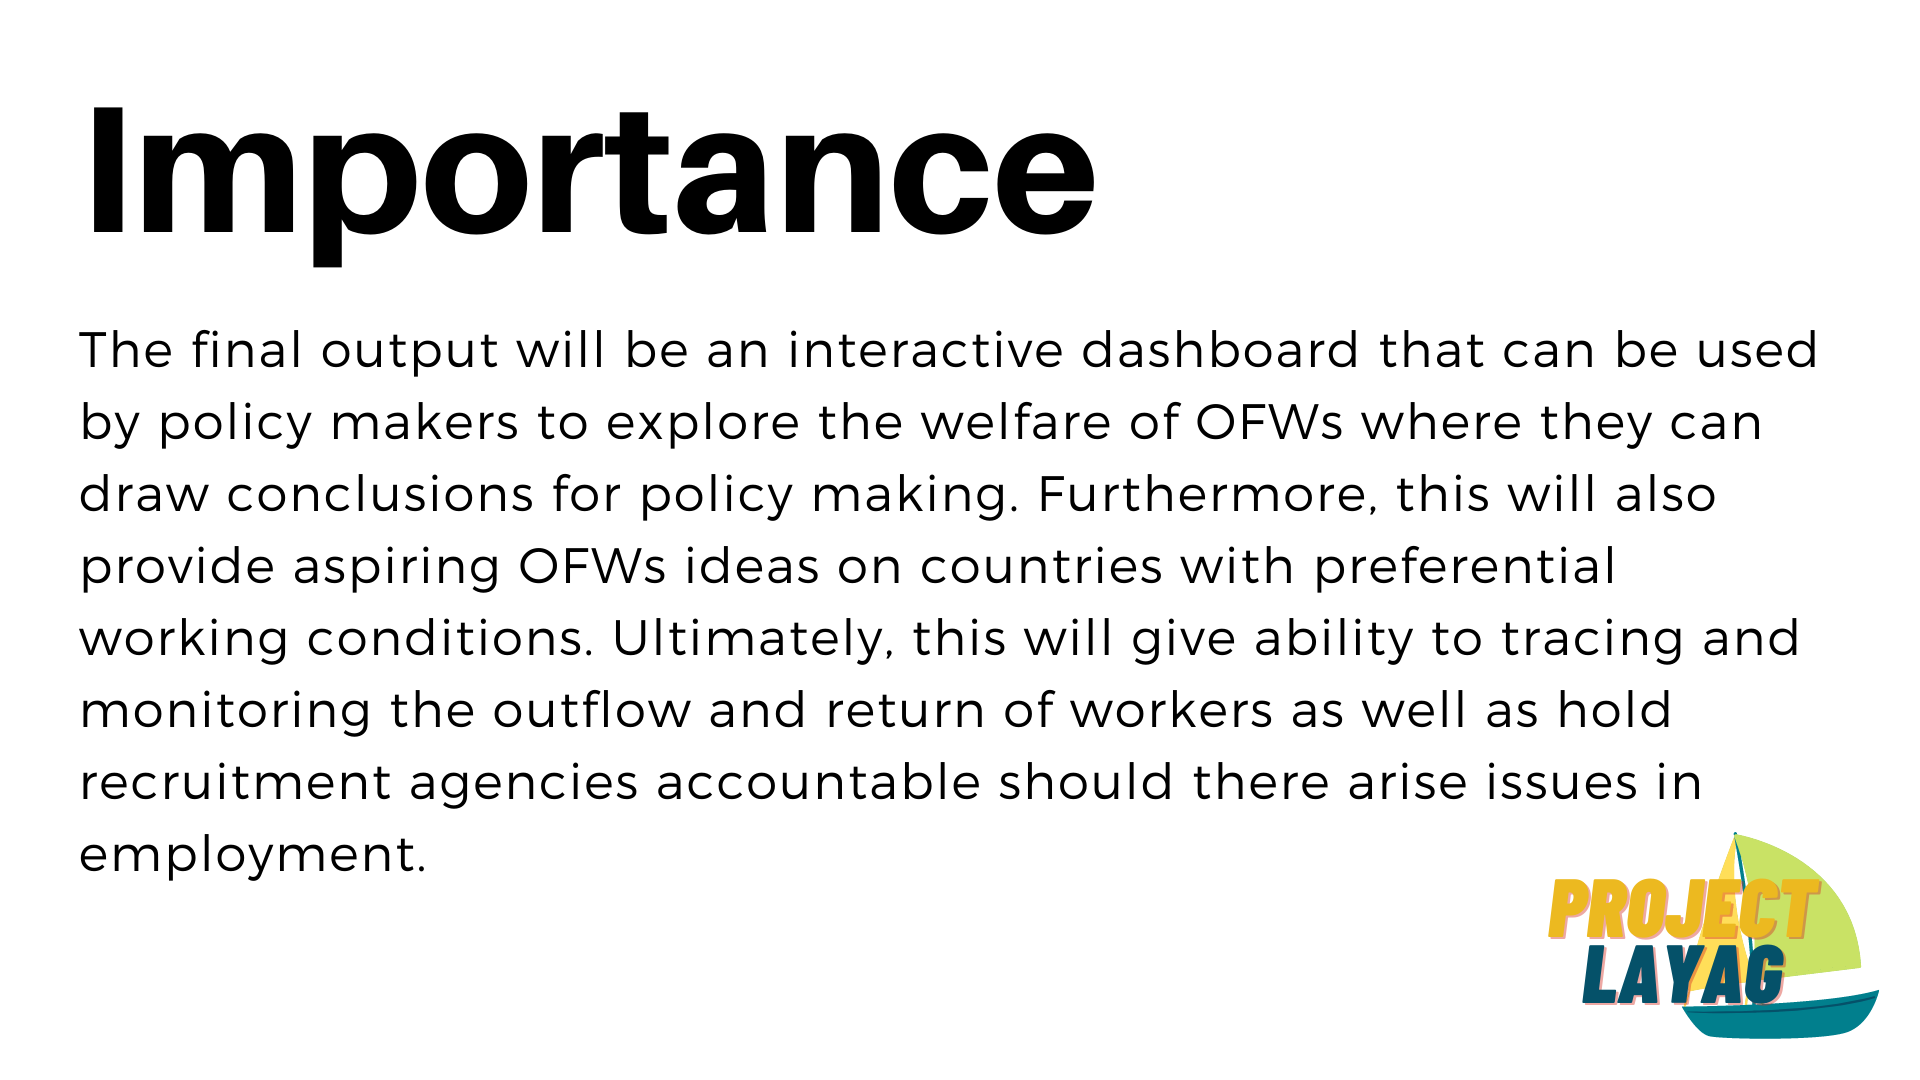 Importance
The final output will be an interactive dashboard that can be used
by policy makers to explore the welfare of OFWs where they can
draw conclusions for policy making. Furthermore, this will also
provide aspiring OFWs ideas on countries with preferential
working conditions. Ultimately, this will give ability to tracing and
monitoring the outflow and return of workers as well as hold
recruitment agencies accountable should there arise issues in
employment.
PROJECT
LAYAG